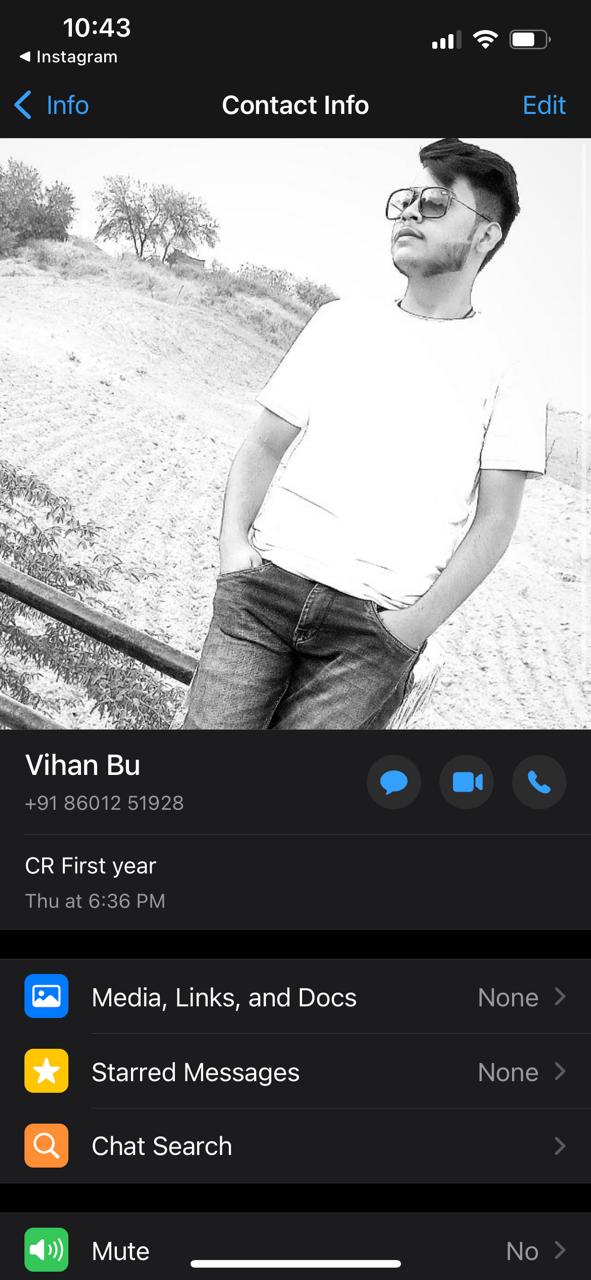 10:43
◀ Instagram
Info
Contact Info
Edit
Vihan Bu
+91 86012 51928
CR First year
Thu at 6:36 PM
Media, Links, and Docs None
Starred Messages None
Chat Search
Mute No